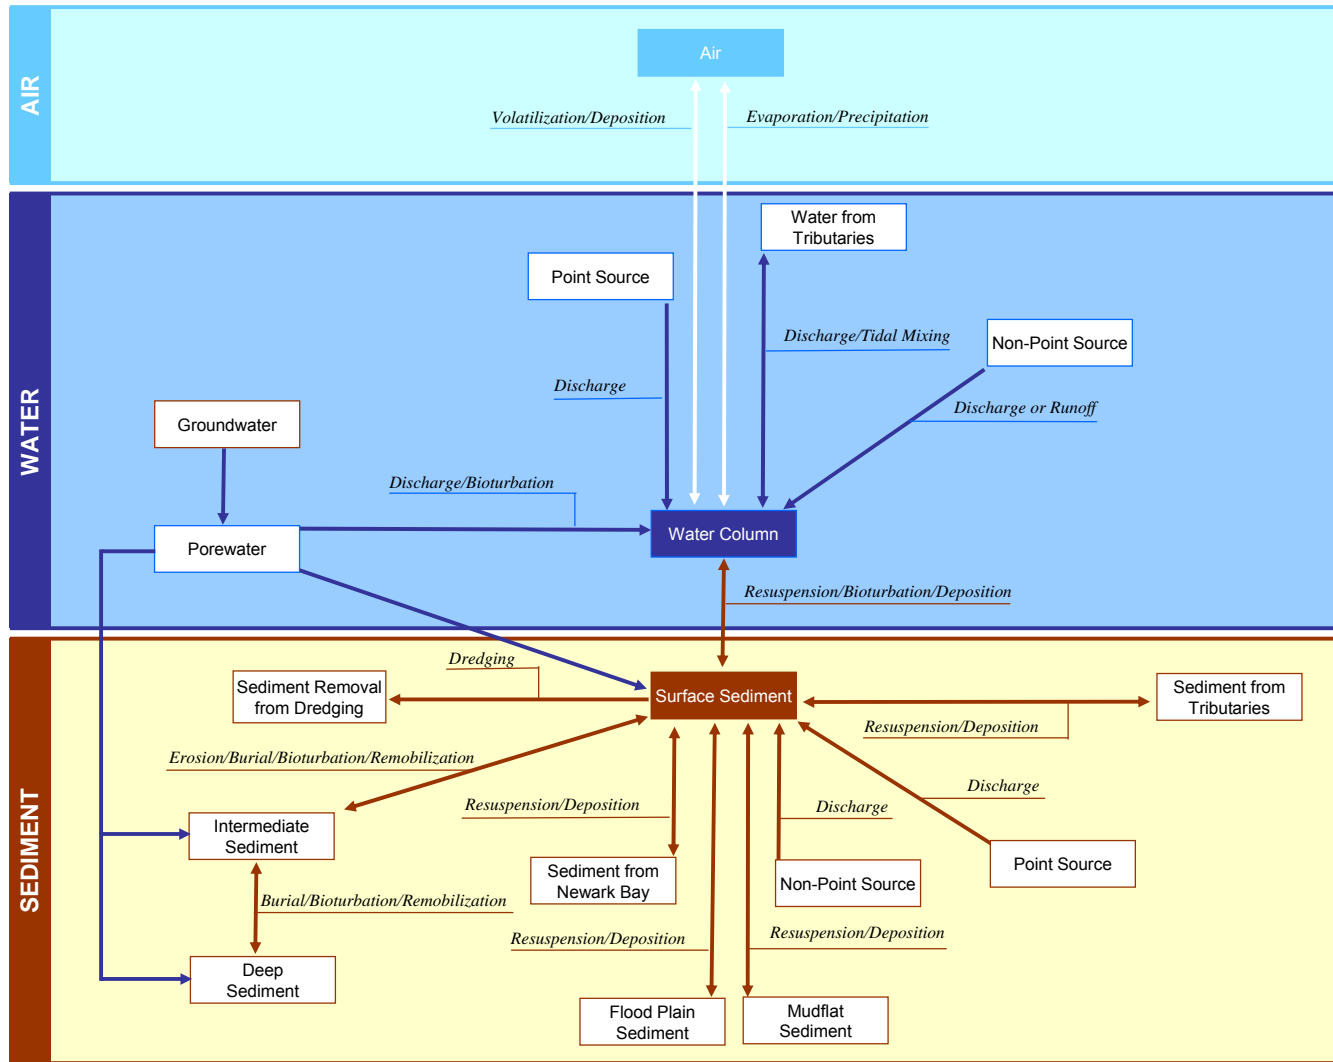 AIR
Air
Volatilization/Deposition
Evaporation/Precipitation
WATER
Water from
Tributaries
Point Source
Discharge/Tidal Mixing
Non-Point Source
Discharge
Discharge or Runoff
Groundwater
Discharge/Bioturbation
Porewater
Water Column
Resuspension/Bioturbation/Deposition
SEDIMENT
Dredging
Sediment Removal
from Dredging
Surface Sediment
Sediment from
Tributaries
Resuspension/Deposition
Erosion/Burial/Bioturbation/Remobilization
Resuspension/Deposition
Discharge
Discharge
Intermediate
Sediment
Sediment from
Newark Bay
Non-Point Source
Point Source
Burial/Bioturbation/Remobilization
Resuspension/Deposition
Resuspension/Deposition
Deep
Sediment
Flood Plain
Sediment
Mudflat
Sediment